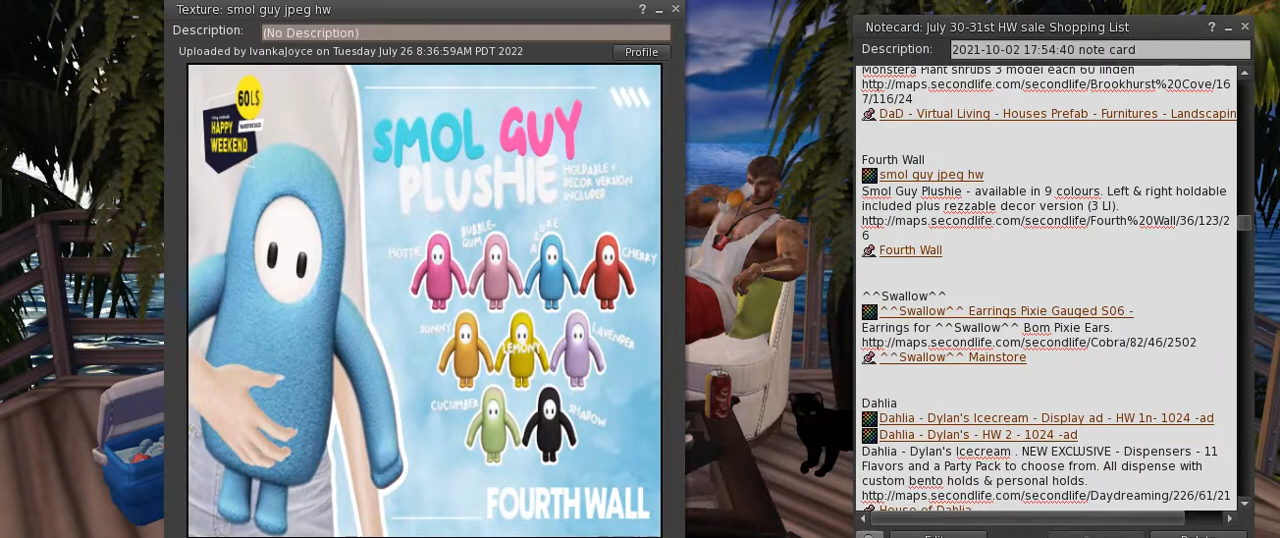 Texture: smol guy jpeg hw
Description: (No Description)
Uploaded by IvankaJoyce on Tuesday July 26 8:36:59AM PDT 2022
Profile
60L$
HAPPY
WEEKEND
SMOL GUY
PLUSHIE
HOLDABLE +
DECOR VERSION
INCLUDED
HOTTIE
BUBBLE-
GUM
AZURE
CHERRY
SUNNY
LEMONY
LAVENDER
CUCUMBER
SHADOW
FOURTH WALL
Notecard: July 30-31st HW sale Shopping List
Description: 2021-10-02 17:54:40 note card
Monstera Plant shrubs 3 model each 60 linden
http://maps.secondlife.com/secondlife/Brookhurst%20Cove/16
7/116/24
DaD - Virtual Living - Houses Prefab - Furnitures - Landscapin
Fourth Wall
smol guy jpeg hw
Smol Guy Plushie - available in 9 colours. Left & right holdable
included plus rezzable decor version (3 LI).
http://maps.secondlife.com/secondlife/Fourth%20Wall/36/123/2
6
Fourth Wall
^^Swallow^^
^^Swallow^^ Earrings Pixie Gauged S06 -
Earrings for ^^Swallow^^ Bom Pixie Ears.
http://maps.secondlife.com/secondlife/Cobra/82/46/2502
^^Swallow^^ Mainstore
Dahlia
Dahlia - Dylan's Icecream - Display ad - HW 1n- 1024 -ad
Dahlia - Dylan's - HW 2 - 1024 -ad
Dahlia - Dylan's Icecream . NEW EXCLUSIVE - Dispensers - 11
Flavors and a Party Pack to choose from. All dispense with
custom bento holds & personal holds.
http://maps.secondlife.com/secondlife/Daydreaming/226/61/21
House of Dahlia